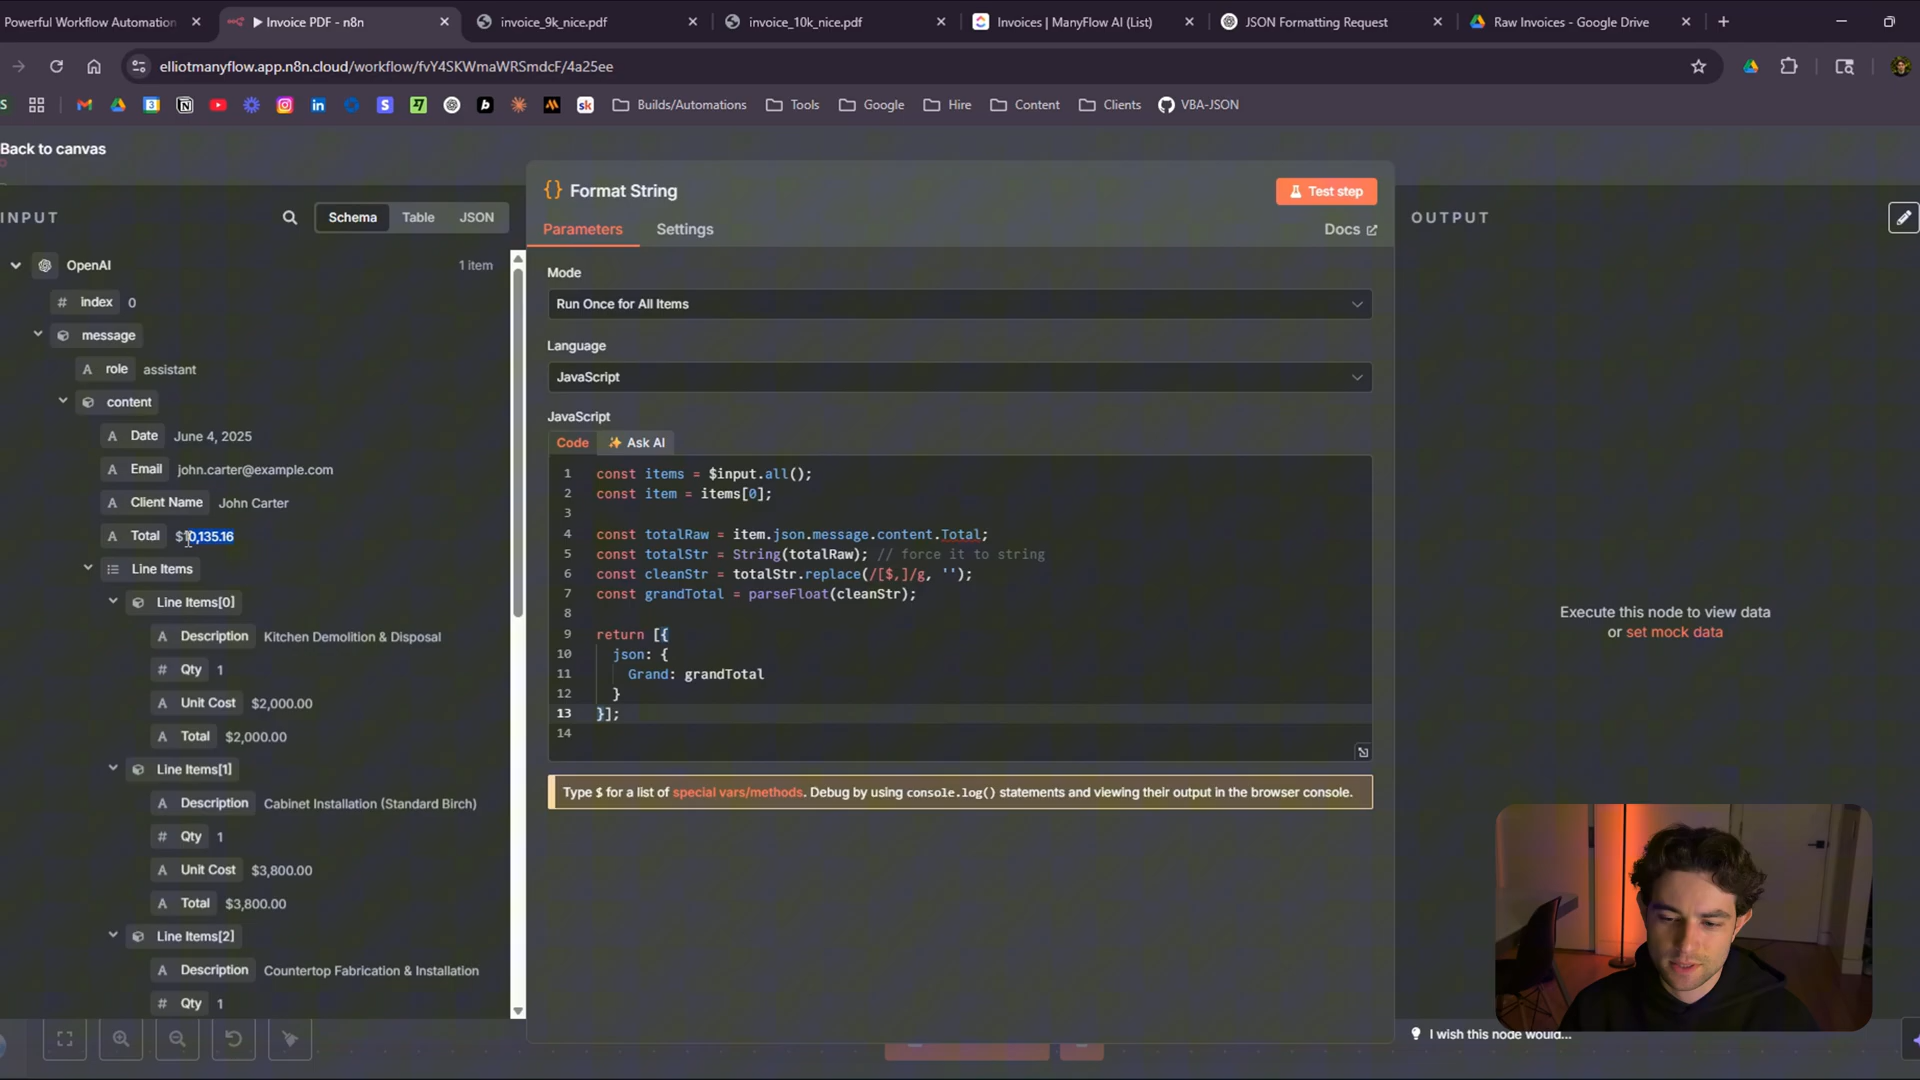 Powerful Workflow Automation
▶ Invoice PDF - n8n
invoice_9k_nice.pdf
invoice_10k_nice.pdf
Invoices | ManyFlow AI (List)
JSON Formatting Request
Raw Invoices - Google Drive
elliotmanyflow.app.n8n.cloud/workflow/fvY4SKWmaWRSmdcF/4a25ee
Builds/Automations
Tools
Google
Hire
Content
Clients
VBA-JSON
Back to canvas
INPUT
Schema
Table
JSON
OpenAI
1 item
# index 0
message
A role assistant
content
A Date June 4, 2025
A Email john.carter@example.com
A Client Name John Carter
A Total $10,135.16
Line Items
Line Items[0]
A Description Kitchen Demolition & Disposal
# Qty 1
A Unit Cost $2,000.00
A Total $2,000.00
Line Items[1]
A Description Cabinet Installation (Standard Birch)
# Qty 1
A Unit Cost $3,800.00
A Total $3,800.00
Line Items[2]
A Description Countertop Fabrication & Installation
# Qty 1
{} Format String
Test step
Parameters
Settings
Docs
Mode
Run Once for All Items
Language
JavaScript
JavaScript
Code
Ask AI
1 const items = $input.all();
2 const item = items[0];
3
4 const totalRaw = item.json.message.content.Total;
5 const totalStr = String(totalRaw); // force it to string
6 const cleanStr = totalStr.replace(/[$,]/g, '');
7 const grandTotal = parseFloat(cleanStr);
8
9 return [{
10 json: {
11 Grand: grandTotal
12 }
13 }];
14
Type $ for a list of special vars/methods. Debug by using console.log() statements and viewing their output in the browser console.
OUTPUT
Execute this node to view data
or set mock data
I wish this node would...